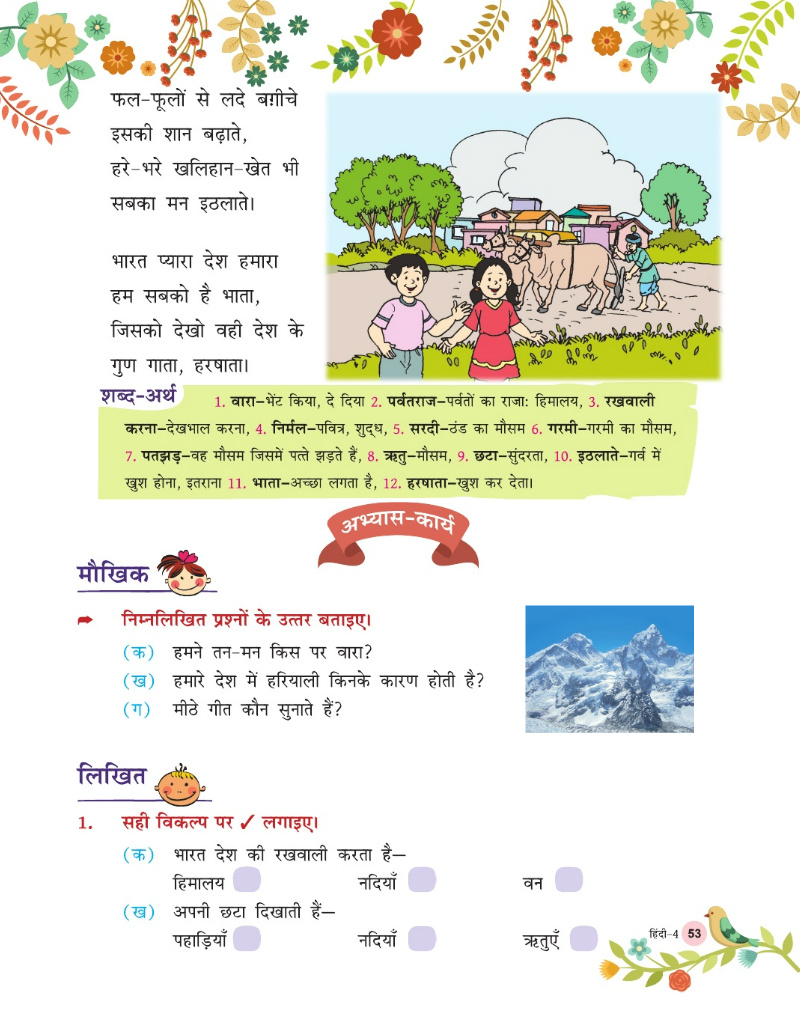 फल-फूलों से लदे बग़ीचे
इसकी शान बढ़ाते,
हरे-भरे खलिहान-खेत भी
सबका मन इठलाते।
भारत प्यारा देश हमारा
हम सबको है भाता,
जिसको देखो वही देश के
गुण गाता, हरषाता।
शब्द-अर्थ 1. वारा–भेंट किया, दे दिया 2. पर्वतराज–पर्वतों का राजा: हिमालय, 3. रखवाली
करना–देखभाल करना, 4. निर्मल–पवित्र, शुद्ध, 5. सरदी–ठंड का मौसम 6. गरमी–गरमी का मौसम,
7. पतझड़–वह मौसम जिसमें पत्ते झड़ते हैं, 8. ऋतु–मौसम, 9. छटा–सुंदरता, 10. इठलाते–गर्व में
खुश होना, इतराना 11. भाता–अच्छा लगता है, 12. हरषाता–खुश कर देता।
अभ्यास-कार्य
मौखिक
➦ निम्नलिखित प्रश्नों के उत्तर बताइए।
(क) हमने तन-मन किस पर वारा?
(ख) हमारे देश में हरियाली किनके कारण होती है?
(ग) मीठे गीत कौन सुनाते हैं?
लिखित
1. सही विकल्प पर ✓ लगाइए।
(क) भारत देश की रखवाली करता है—
हिमालय नदियाँ वन
(ख) अपनी छटा दिखाती हैं—
पहाड़ियाँ नदियाँ ऋतुएँ
हिंदी-4 53